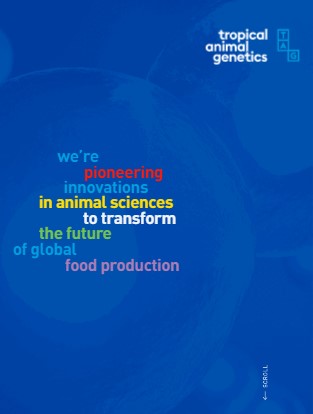 tropical
animal
genetics
T
A
G
we're
pioneering
innovations
in animal sciences
to transform
the future
of global
food production
← SCROLL